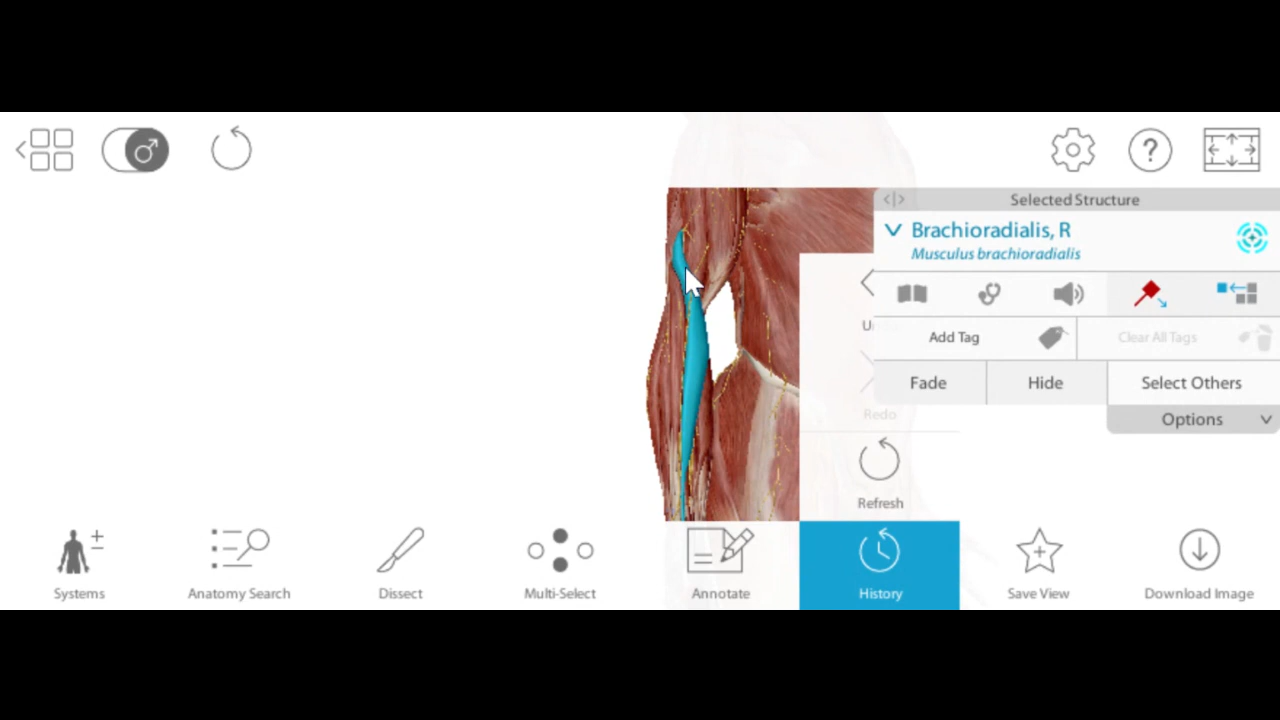 Selected Structure
Brachioradialis, R
Musculus brachioradialis
Add Tag
Clear All Tags
Fade
Hide
Select Others
Options
Redo
Refresh
Systems
Anatomy Search
Dissect
Multi-Select
Annotate
History
Save View
Download Image